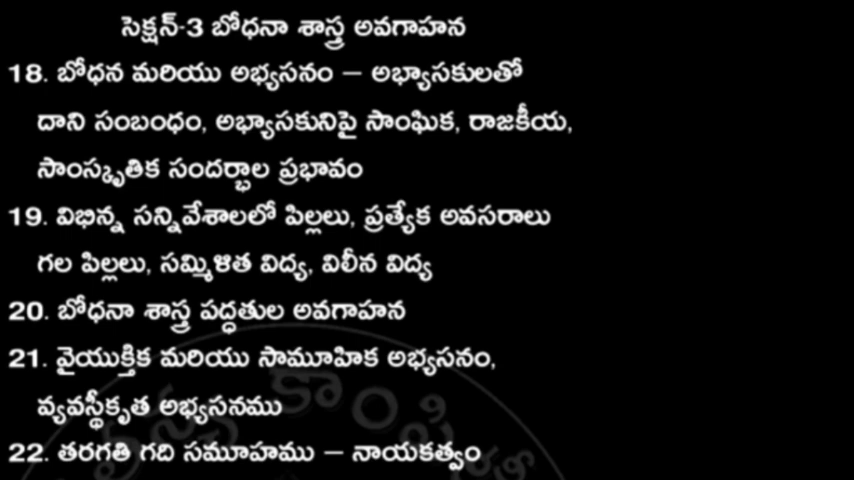 సెక్షన్-3 బోధనా శాస్త్ర అవగాహన
18. బోధన మరియు అభ్యసనం – అభ్యాసకులతో
దాని సంబంధం, అభ్యాసకునిపై సాంఘిక, రాజకీయ,
సాంస్కృతిక సందర్భాల ప్రభావం
19. విభిన్న సన్నివేశాలలో పిల్లలు, ప్రత్యేక అవసరాలు
గల పిల్లలు, సమ్మిళిత విద్య, విలీన విద్య
20. బోధనా శాస్త్ర పద్ధతుల అవగాహన
21. వైయుక్తిక మరియు సామూహిక అభ్యసనం,
వ్యవస్థీకృత అభ్యసనము
22. తరగతి గది సమూహము – నాయకత్వం